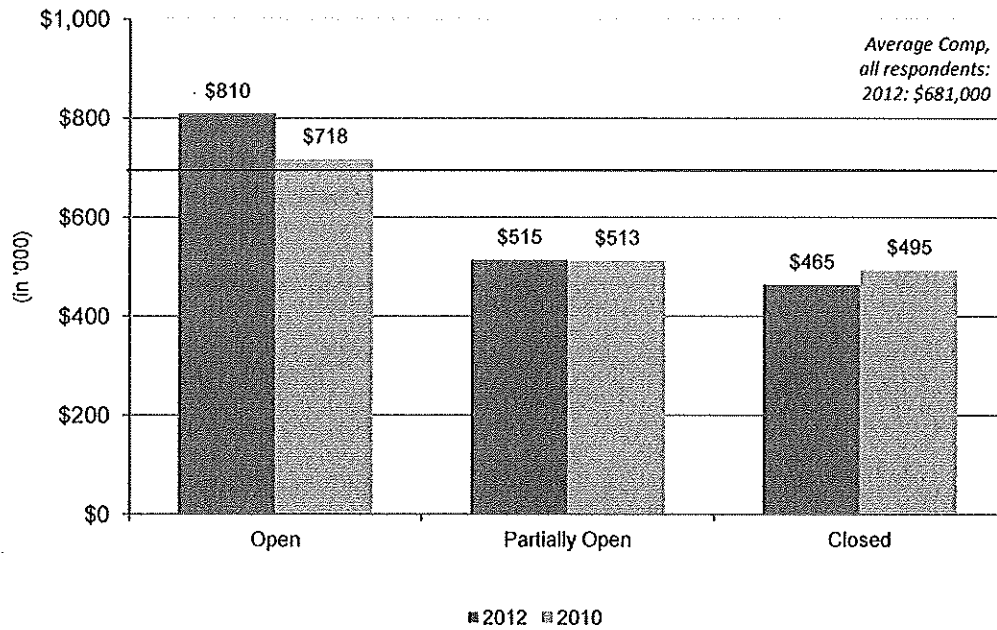 $1,000
Average Comp,
all respondents:
2012: $681,000
$810
$800
$718
$600
$515
$513
$495
$465
(in '000)
$400
$200
$0
Open
Partially Open
Closed
2012
2010